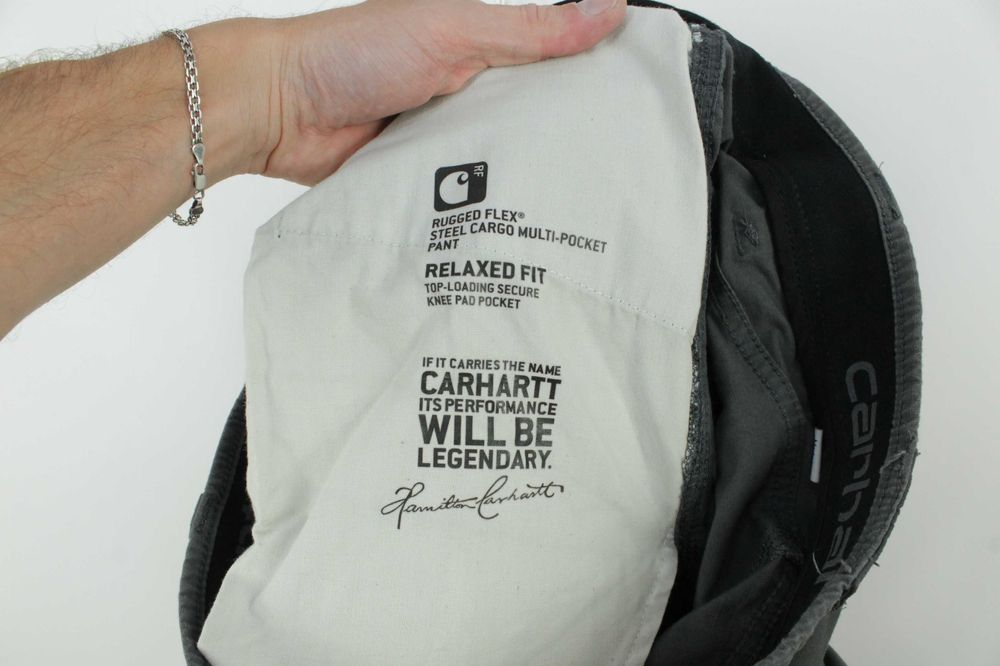 RF
RUGGED FLEX®
STEEL CARGO MULTI-POCKET
PANT
RELAXED FIT
TOP-LOADING SECURE
KNEE PAD POCKET
IF IT CARRIES THE NAME
CARHARTT
ITS PERFORMANCE
WILL BE
LEGENDARY.
Hamilton Carhartt
carhartt